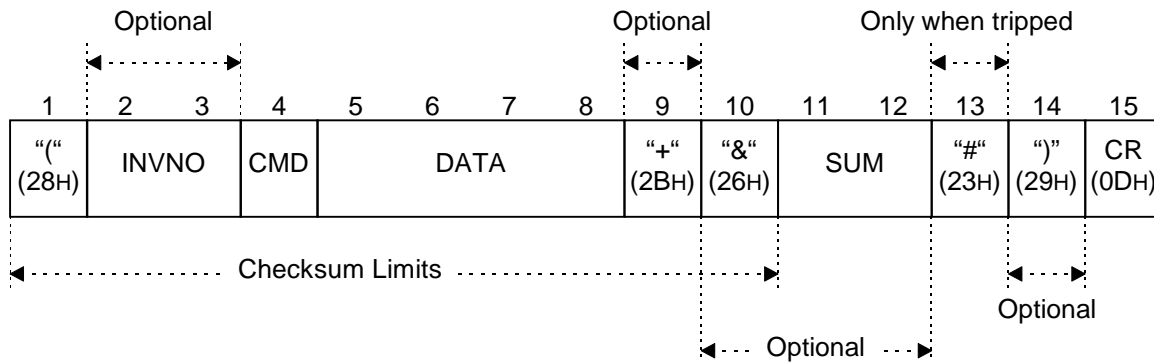 Optional Optional Only when tripped
1 2 3 4 5 6 7 8 9 10 11 12 13 14 15
“(“ INVNO CMD DATA “+“ “&“ SUM “#“ “)” CR
(28H) (2BH) (26H) (23H) (29H) (0DH)
Checksum Limits
Optional
Optional